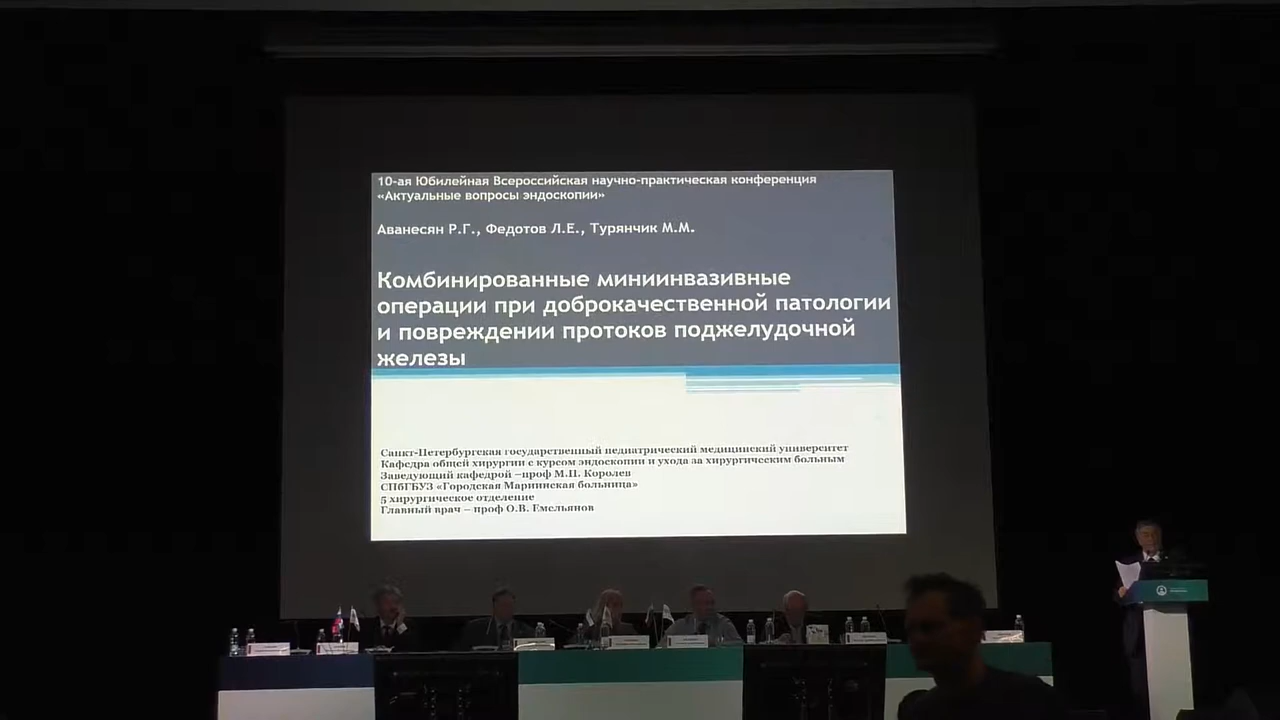 10-ая Юбилейная Всероссийская научно-практическая конференция
«Актуальные вопросы эндоскопии»
Аванесян Р.Г., Федотов Л.Е., Турянчик М.М.
Комбинированные миниинвазивные
операции при доброкачественной патологии
и повреждении протоков поджелудочной
железы
Санкт-Петербургская государственный педиатрический медицинский университет
Кафедра общей хирургии с курсом эндоскопии и ухода за хирургическим больным
Заведующий кафедрой –проф М.П. Королев
СПбГБУЗ «Городская Мариинская больница»
5 хирургическое отделение
Главный врач – проф О.В. Емельянов